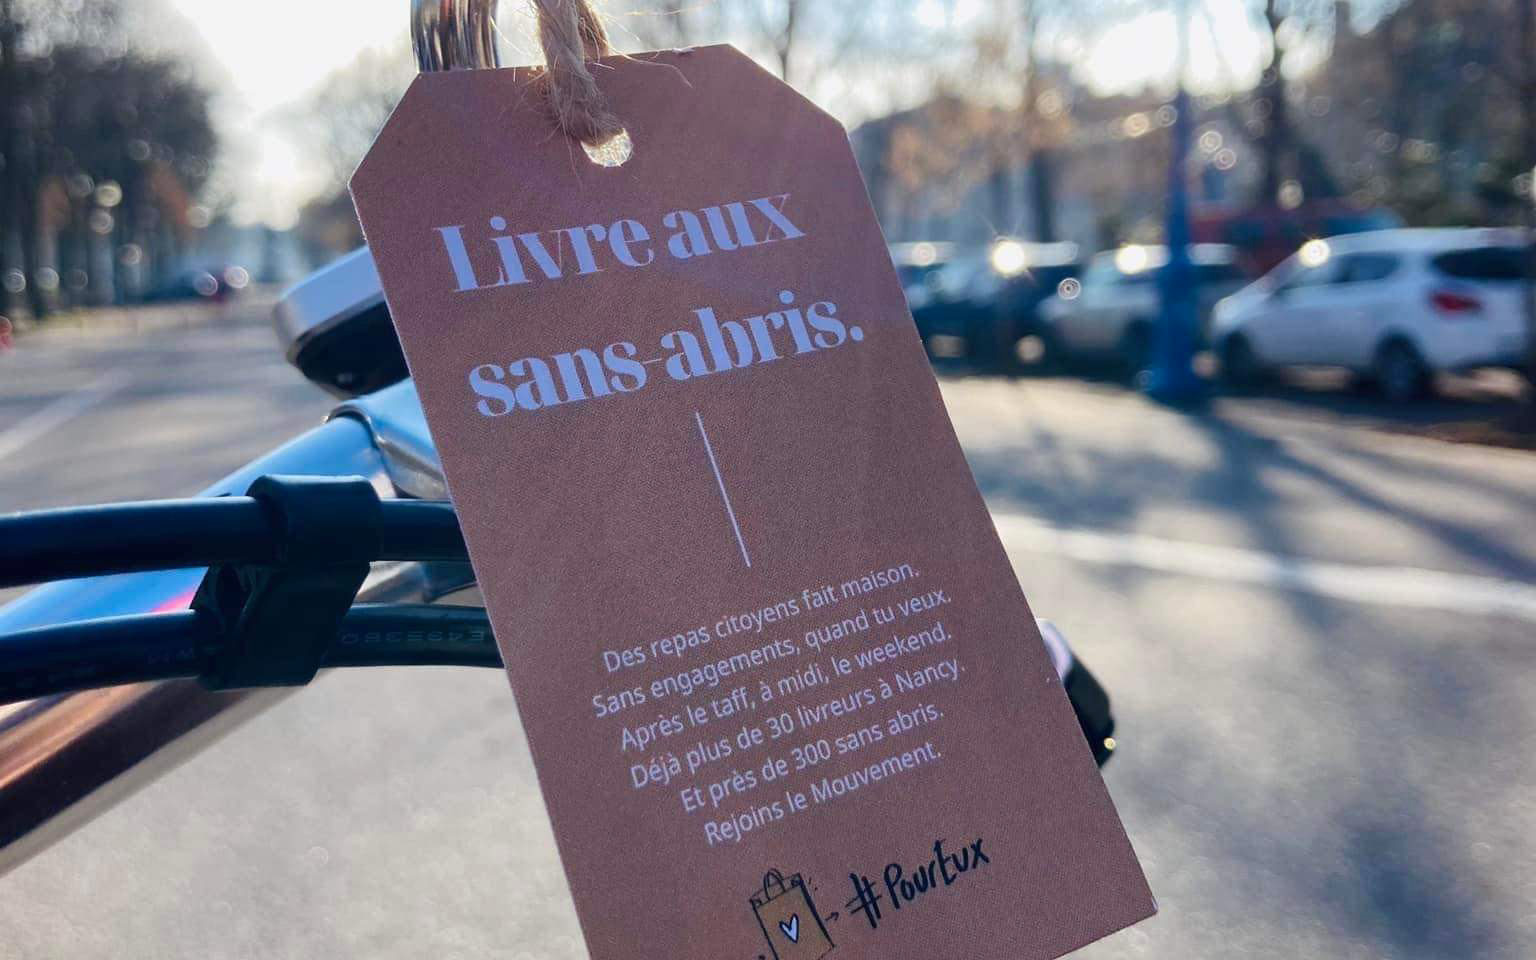 Livre aux
sans-abris.
Des repas citoyens fait maison.
Sans engagements, quand tu veux.
Après le taff, à midi, le weekend.
Déjà plus de 30 livreurs à Nancy.
Et près de 300 sans abris.
Rejoins le Mouvement.
#PourEux